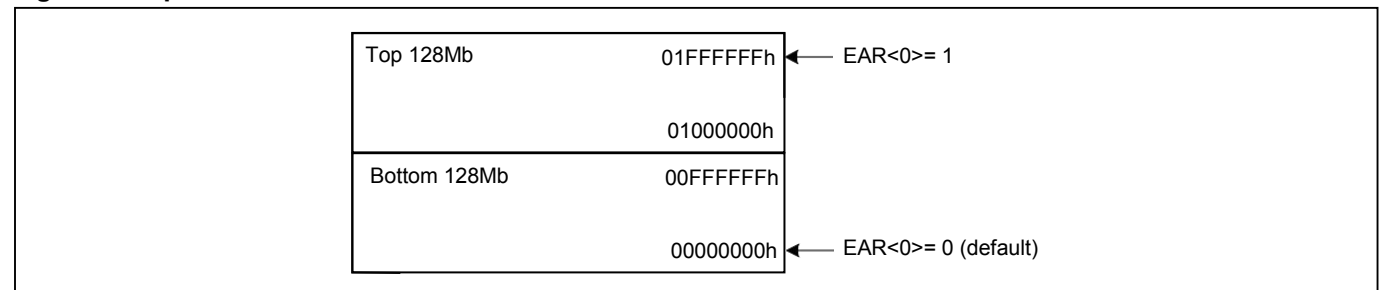 Top 128Mb 01FFFFFFh EAR<0>= 1
01000000h
Bottom 128Mb 00FFFFFFh
00000000h EAR<0>= 0 (default)